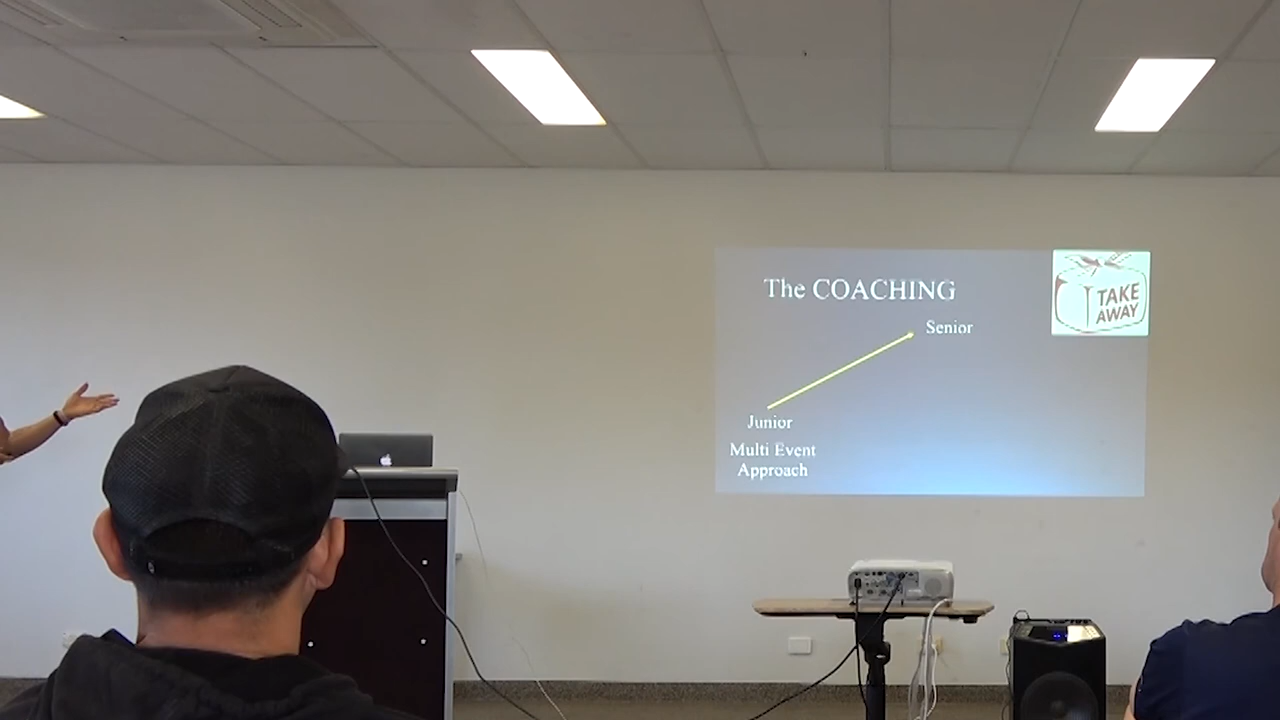 The COACHING
TAKE
AWAY
Senior
Junior
Multi Event
Approach